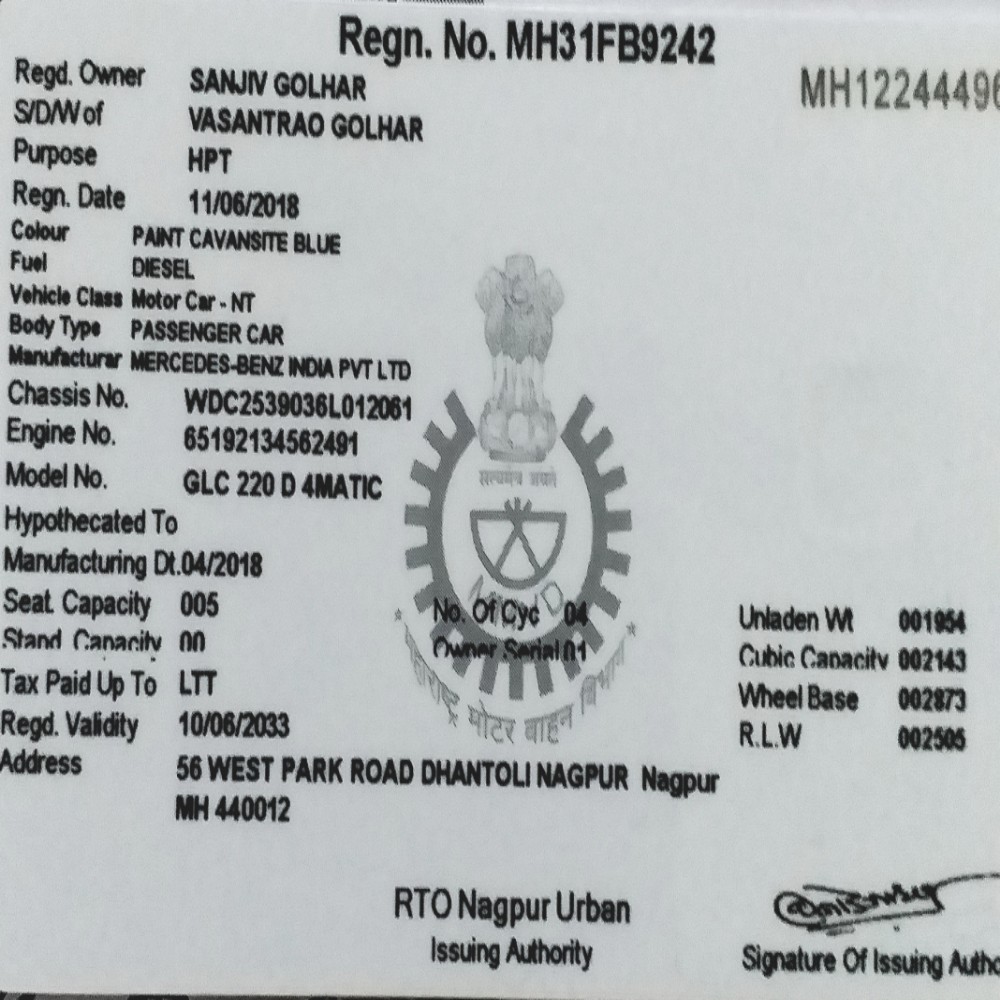 Regn. No. MH31FB9242
MH12244496
Regd. Owner SANJIV GOLHAR
S/D/W of VASANTRAO GOLHAR
Purpose HPT
Regn. Date 11/06/2018
Colour PAINT CAVANSITE BLUE
Fuel DIESEL
Vehicle Class Motor Car - NT
Body Type PASSENGER CAR
Manufacturar MERCEDES-BENZ INDIA PVT LTD
Chassis No. WDC2539036L012061
Engine No. 65192134562491
Model No. GLC 220 D 4MATIC
सत्यमेव जयते
Hypothecated To
Manufacturing Dt.04/2018
Seat Capacity 005 No. Of Cyc 04 Unladen Wt 001954
Stand Capacity 00 Owner Serial 01 Cubic Capacity 002143
Tax Paid Up To LTT Wheel Base 002873
Regd. Validity 10/06/2033 R.L.W 002505
महाराष्ट्र मोटर वाहन विभाग
Address 56 WEST PARK ROAD DHANTOLI NAGPUR Nagpur
MH 440012
RTO Nagpur Urban
Issuing Authority
Signature Of Issuing Autho